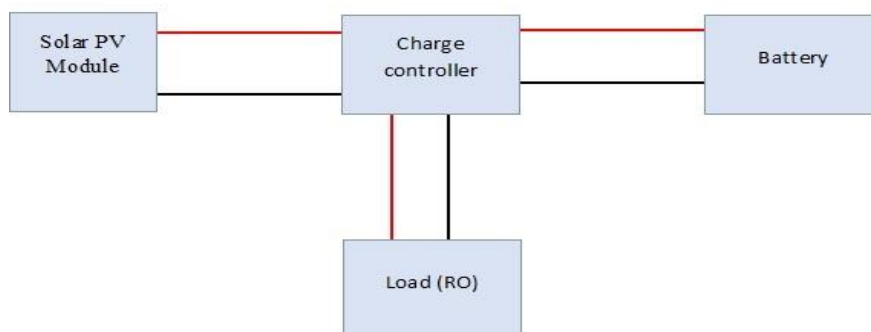 Solar PV
Module
Charge
controller
Battery
Load (RO)